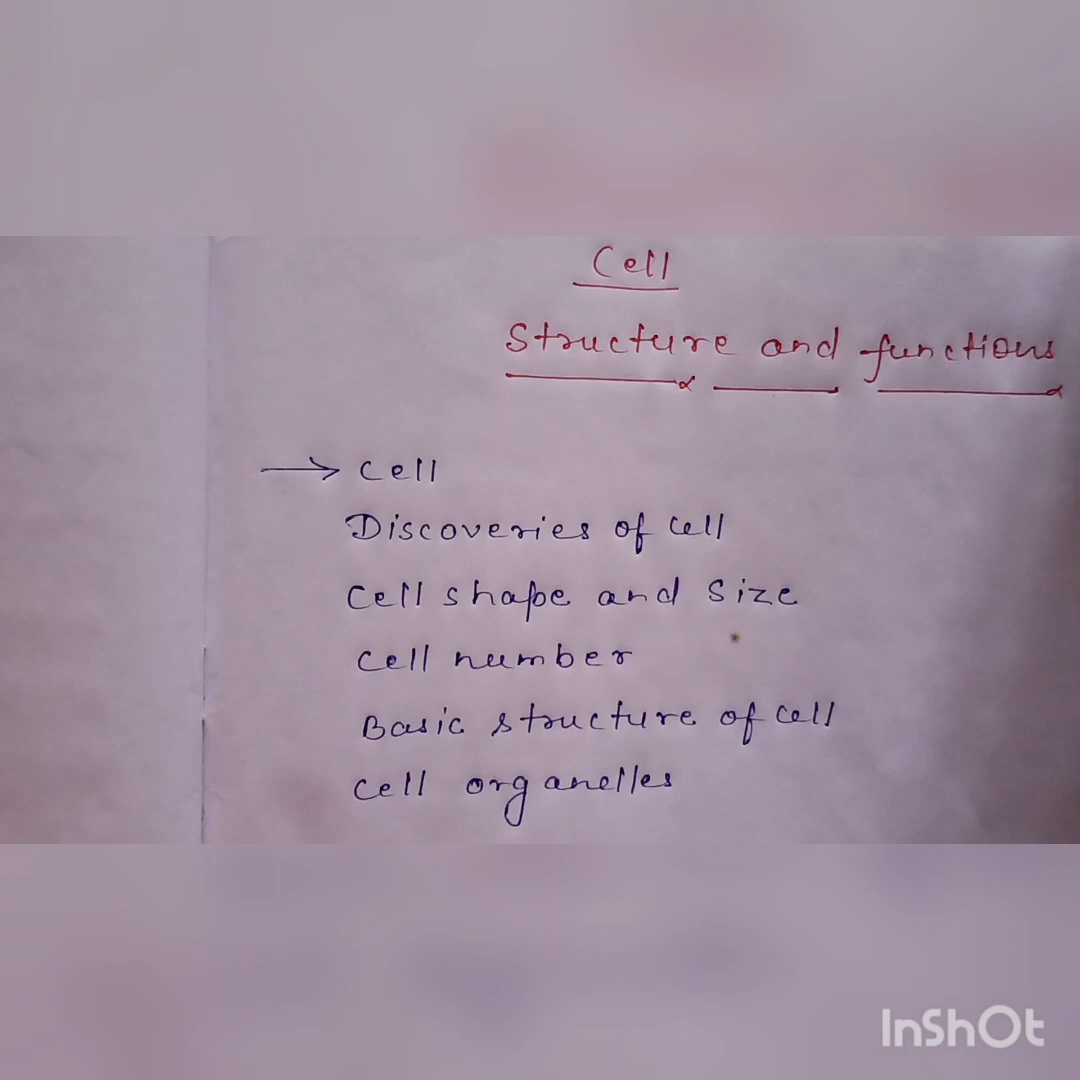 Cell
Structure and functions
→ Cell
Discoveries of cell
Cell shape and size
Cell number
Basic structure of cell
Cell organelles
InShOt